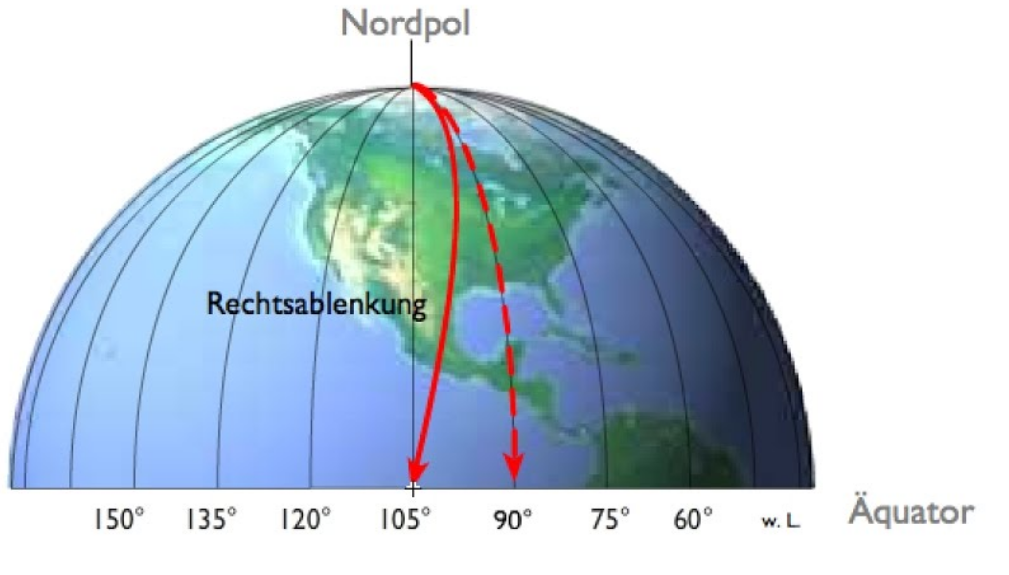 Nordpol
Rechtsablenkung
150° 135° 120° 105° 90° 75° 60° w. L.
Äquator